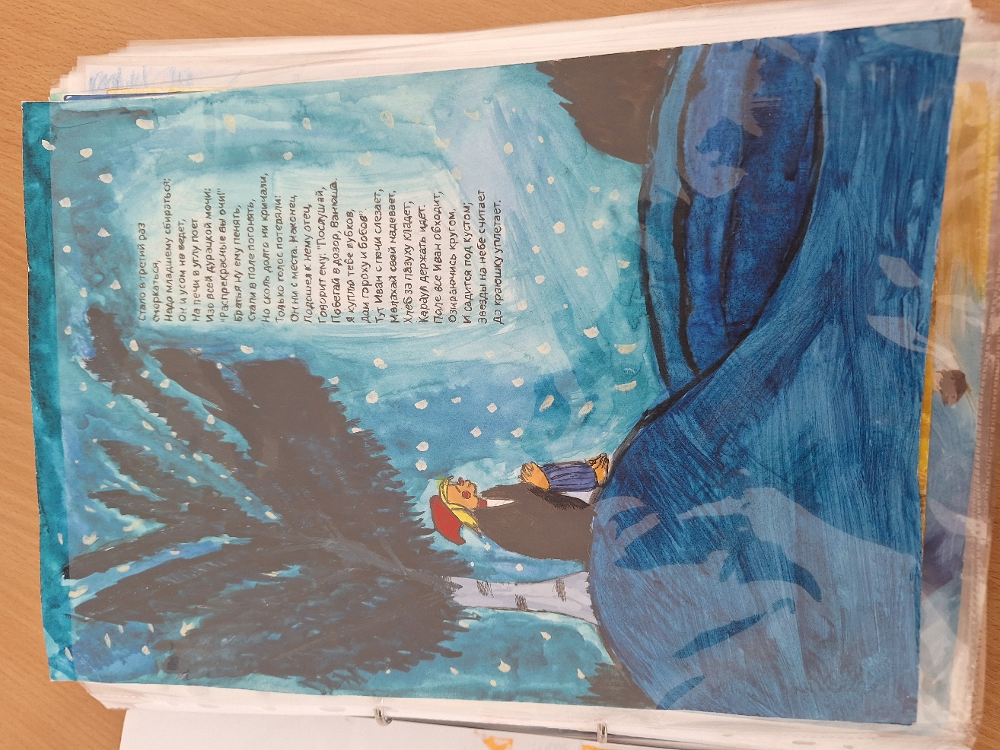 Стало в третий раз
смеркаться,
Надо младшему сбираться;
Он и усом не ведет,
На печи в углу поет
Изо всей дурацкой мочи:
"Распрекрасные вы очи!"
Братья ну ему пенять,
Стали в поле погонять,
Но сколь долго ни кричали,
Только голос потеряли:
Он ни с места. Наконец
Подошел к нему отец,
Говорит ему: "Послушай,
Побегай в дозор, Ванюша.
Я куплю тебе лубков,
Дам гороху и бобов".
Тут Иван с печи слезает,
Малахай свой надевает,
Хлеб за пазуху кладет,
Караул держать идет.
Поле все Иван обходит,
Озираючись кругом,
И садится под кустом;
Звезды на небе считает
Да краюшку уплетает.